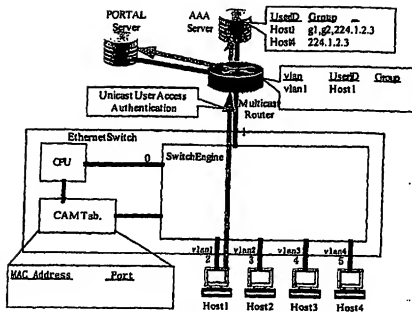 PORTAL
Server
AAA
Server
UserID Group
Host1 g1,g2,224.1.2.3
Host4 224.1.2.3
vlan UserID Group
vlan1 Host1
Unicast User Access
Authentication
Multicast
Router
EthernetSwitch
1
CPU
0
SwitchEngine
CAM Tab.
vlan1 vlan2 vlan3 vlan4
2 3 4 5
MAC Address Port
Host1 Host2 Host3 Host4